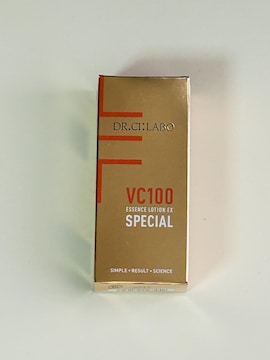 DR.CI:LABO
VC100
ESSENCE LOTION EX
SPECIAL
SIMPLE • RESULT • SCIENCE